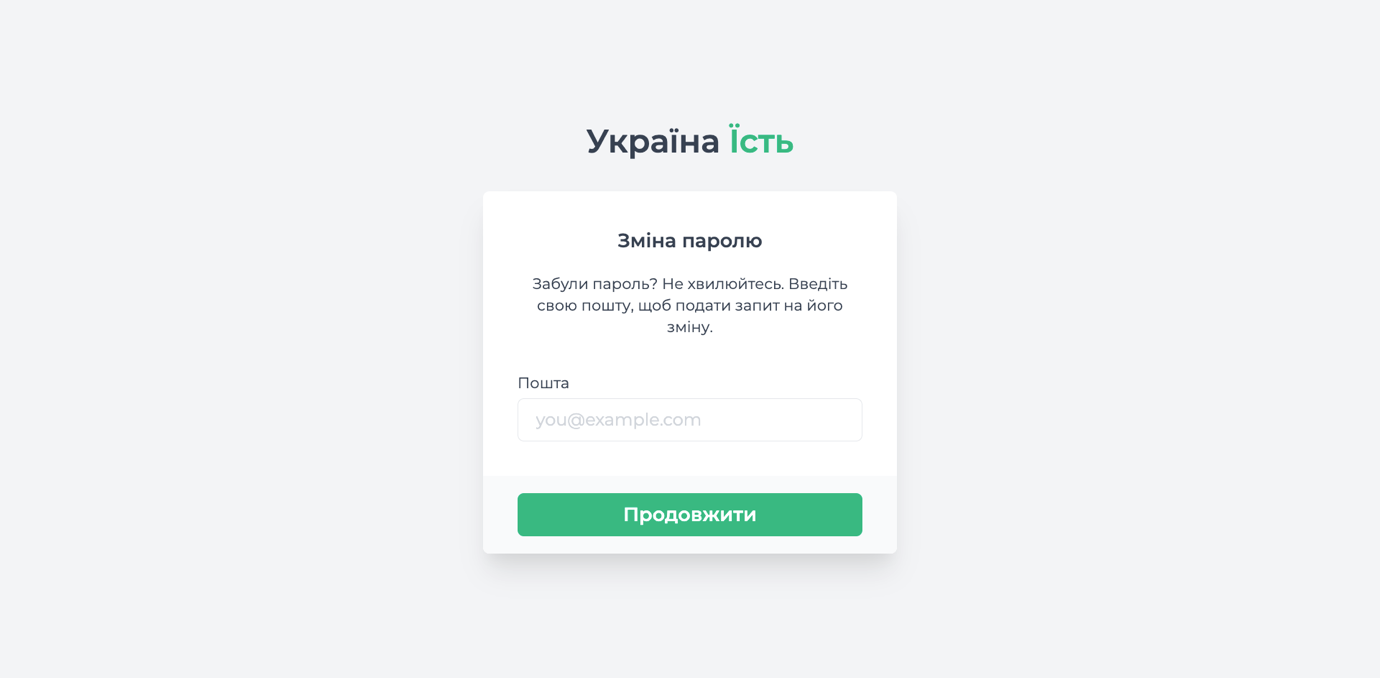 Україна Їсть
Зміна паролю
Забули пароль? Не хвилюйтесь. Введіть
свою пошту, щоб подати запит на його
зміну.
Пошта
you@example.com
Продовжити